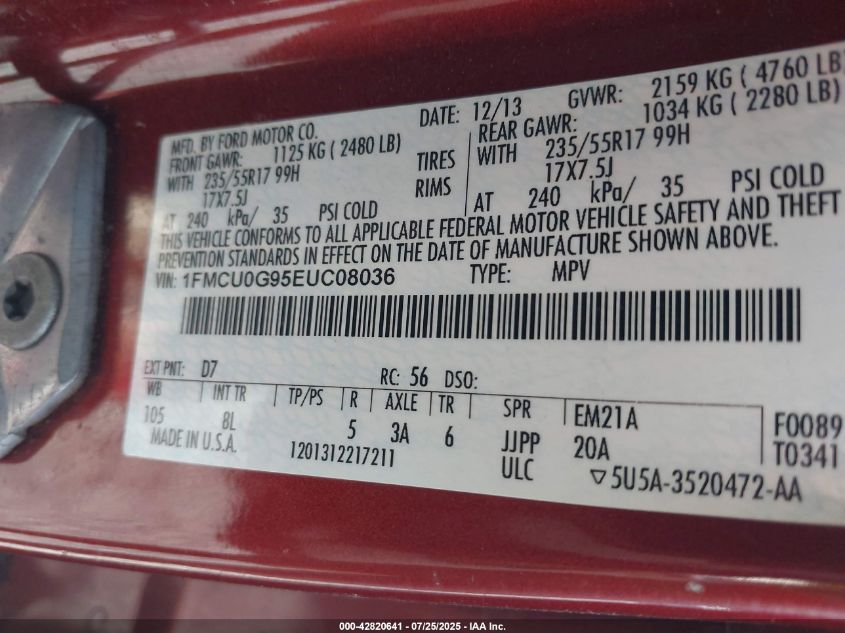 MFD. BY FORD MOTOR CO. DATE: 12/13 GVWR: 2159 KG ( 4760 LB)
FRONT GAWR: 1125 KG ( 2480 LB) REAR GAWR: 1034 KG ( 2280 LB)
WITH 235/55R17 99H TIRES WITH 235/55R17 99H
17X7.5J RIMS 17X7.5J
AT 240 kPa/ 35 PSI COLD AT 240 kPa/ 35 PSI COLD
THIS VEHICLE CONFORMS TO ALL APPLICABLE FEDERAL MOTOR VEHICLE SAFETY AND THEFT
PREVENTION STANDARDS IN EFFECT ON THE DATE OF MANUFACTURE SHOWN ABOVE.
VIN: 1FMCU0G95EUC08036 TYPE: MPV
EXT PNT: D7 RC: 56 DSO:
WB INT TR TP/PS R AXLE TR SPR EM21A F0089
105 8L 5 3A 6 JJPP 20A T0341
MADE IN U.S.A. 1201312217211 ULC ▽5U5A-3520472-AA
000-42820641 / 07/25/2025 - IAA Inc.